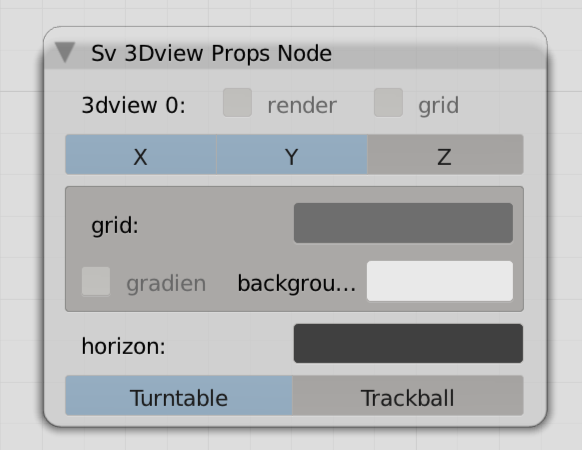 Sv 3Dview Props Node
3dview 0: render grid
X Y Z
grid:
gradien backgrou...
horizon:
Turntable Trackball